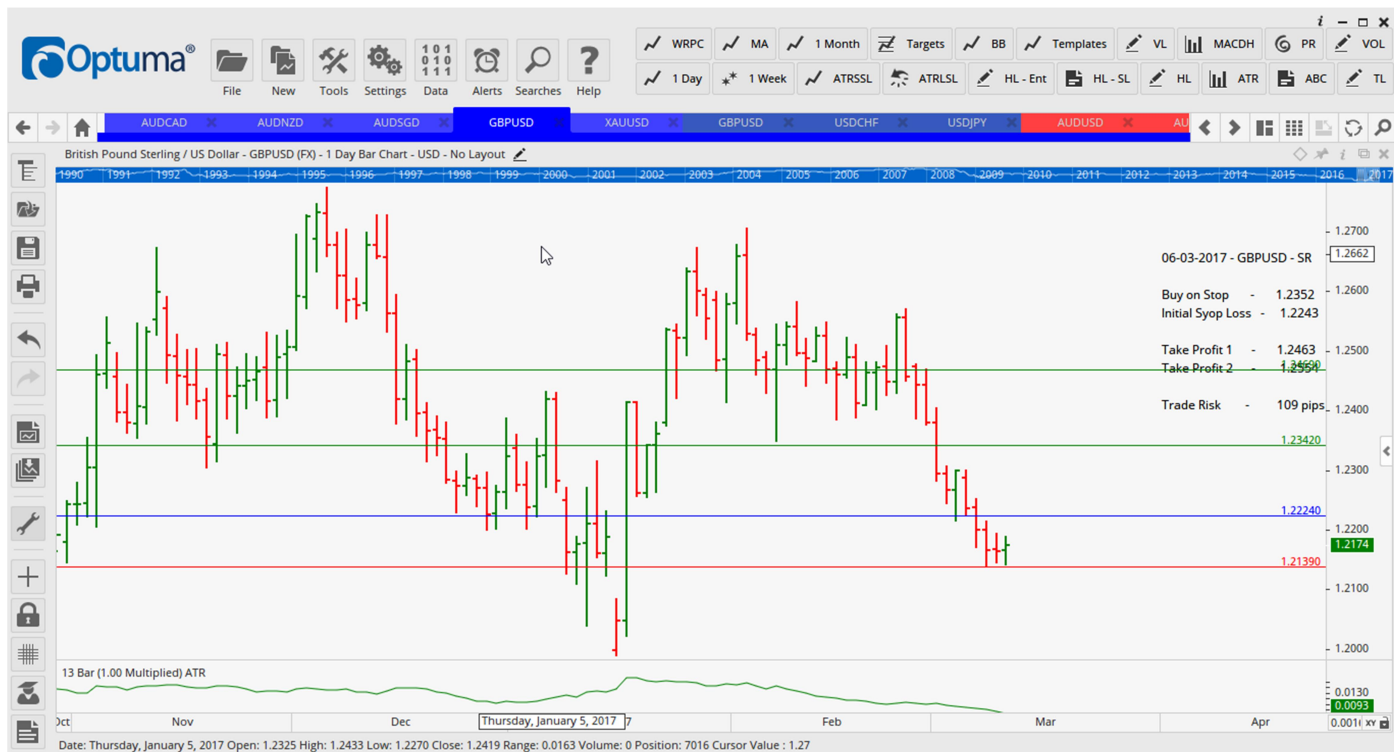 Optuma®
File New Tools Settings Data Alerts Searches Help
101
010
111
WRPC MA 1 Month Targets BB Templates VL MACDH PR VOL
1 Day 1 Week ATRSSL ATRLSL HL - Ent HL - SL HL ATR ABC TL
AUDCAD AUDNZD AUDSGD GBPUSD XAUUSD GBPUSD USDCHF USDJPY AUDUSD AU
British Pound Sterling / US Dollar - GBPUSD (FX) - 1 Day Bar Chart - USD - No Layout
1990 1991 1992 1993 1994 1995 1996 1997 1998 1999 2000 2001 2002 2003 2004 2005 2006 2007 2008 2009 2010 2011 2012 2013 2014 2015 2016 2017
1.2700
06-03-2017 - GBPUSD - SR
1.2662
Buy on Stop - 1.2352
1.2600
Initial Syop Loss - 1.2243
Take Profit 1 - 1.2463
1.2500
Take Profit 2 - 1.2554
Trade Risk - 109 pips
1.2400
1.23420
1.2300
1.22240
1.2200
1.2174
1.21390
1.2100
1.2000
13 Bar (1.00 Multiplied) ATR
0.0130
0.0093
Oct Nov Dec Thursday, January 5, 2017 7 Feb Mar Apr 0.001 XY
Date: Thursday, January 5, 2017 Open: 1.2325 High: 1.2433 Low: 1.2270 Close: 1.2419 Range: 0.0163 Volume: 0 Position: 7016 Cursor Value : 1.27